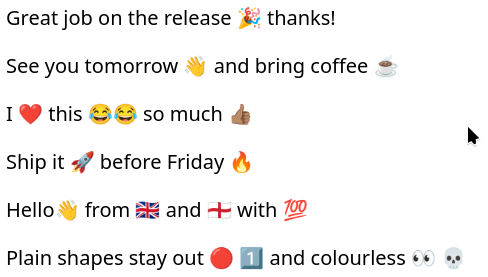 Great job on the release 🎉 thanks!
See you tomorrow 👋 and bring coffee ☕
I ❤️ this 😂😂 so much 👍🏽
Ship it 🚀 before Friday 🔥
Hello👋 from 🇬🇧 and 🏴󠁧󠁢󠁥󠁮󠁧󠁿 with 💯
Plain shapes stay out 🔴 1️⃣ and colourless 👀 💀